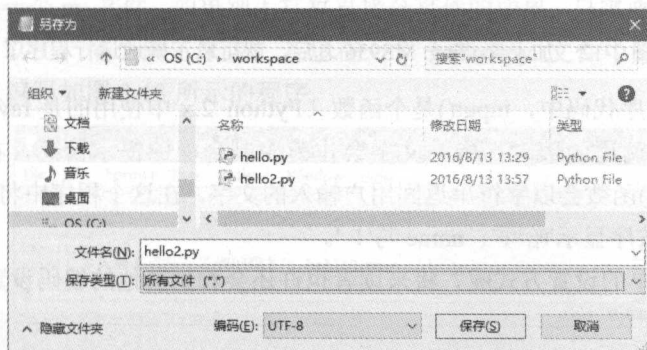 另存为
« OS (C:) › workspace
搜索"workspace"
组织
新建文件夹
文档
下载
音乐
桌面
OS (C:)
名称
修改日期
类型
hello.py
2016/8/13 13:29
Python File
hello2.py
2016/8/13 13:57
Python File
文件名(N): hello2.py
保存类型(T): 所有文件 (*.*)
隐藏文件夹
编码(E): UTF-8
保存(S)
取消